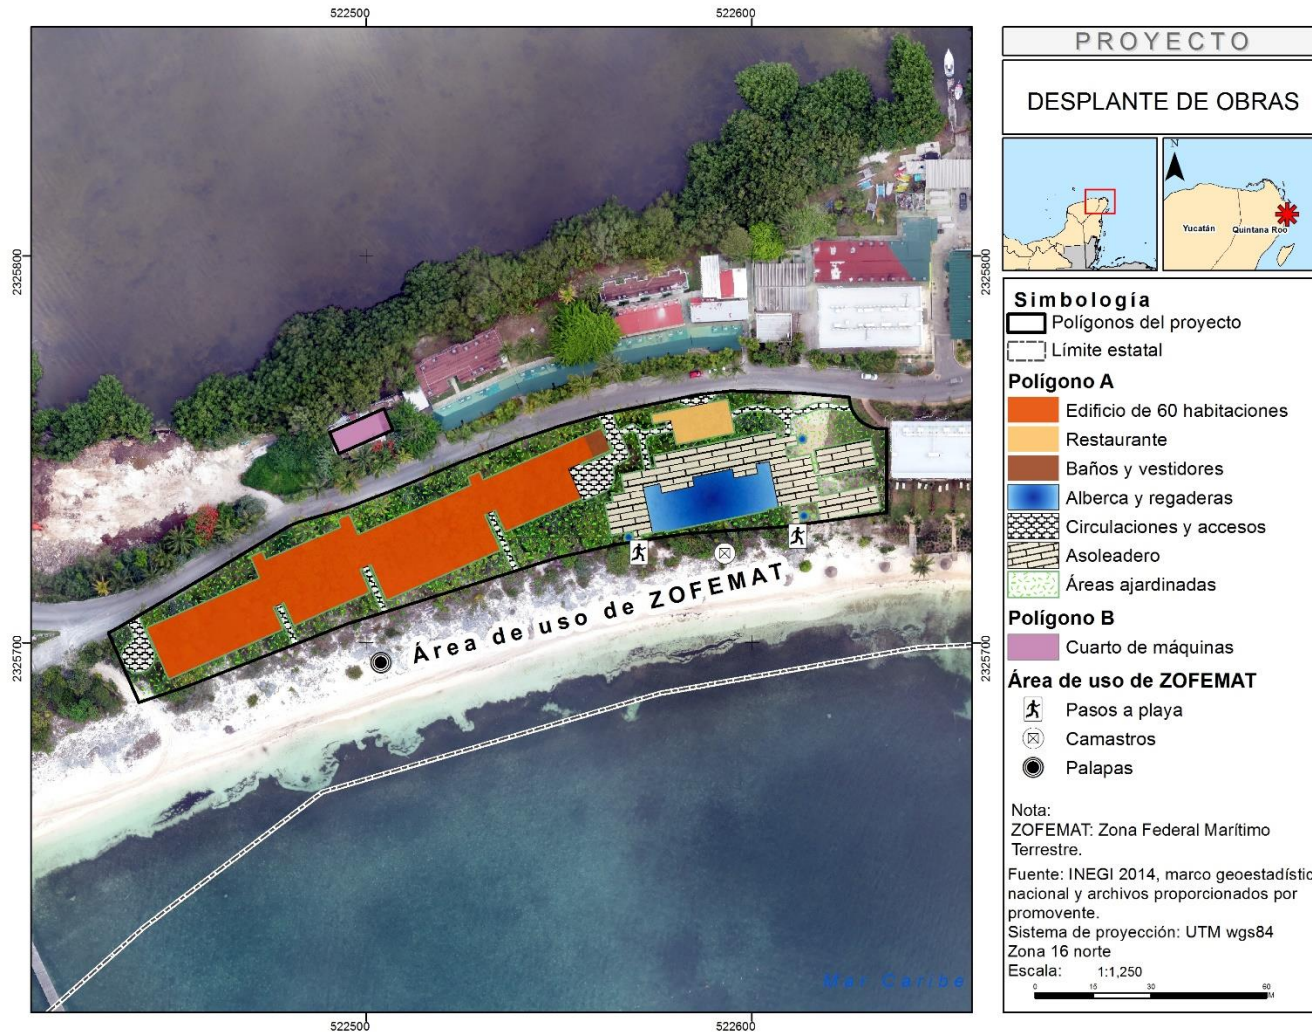 522500
522600
2325800
2325800
2325700
2325700
522500
522600
Área de uso de ZOFEMAT
Mar Caribe
PROYECTO
DESPLANTE DE OBRAS
N
Yucatán
Quintana Roo
Simbología
Polígonos del proyecto
Límite estatal
Polígono A
Edificio de 60 habitaciones
Restaurante
Baños y vestidores
Alberca y regaderas
Circulaciones y accesos
Asoleadero
Áreas ajardinadas
Polígono B
Cuarto de máquinas
Área de uso de ZOFEMAT
Pasos a playa
Camastros
Palapas
Nota:
ZOFEMAT: Zona Federal Marítimo
Terrestre.
Fuente: INEGI 2014, marco geoestadístic
nacional y archivos proporcionados por
promovente.
Sistema de proyección: UTM wgs84
Zona 16 norte
Escala: 1:1,250
0 15 30 60
M